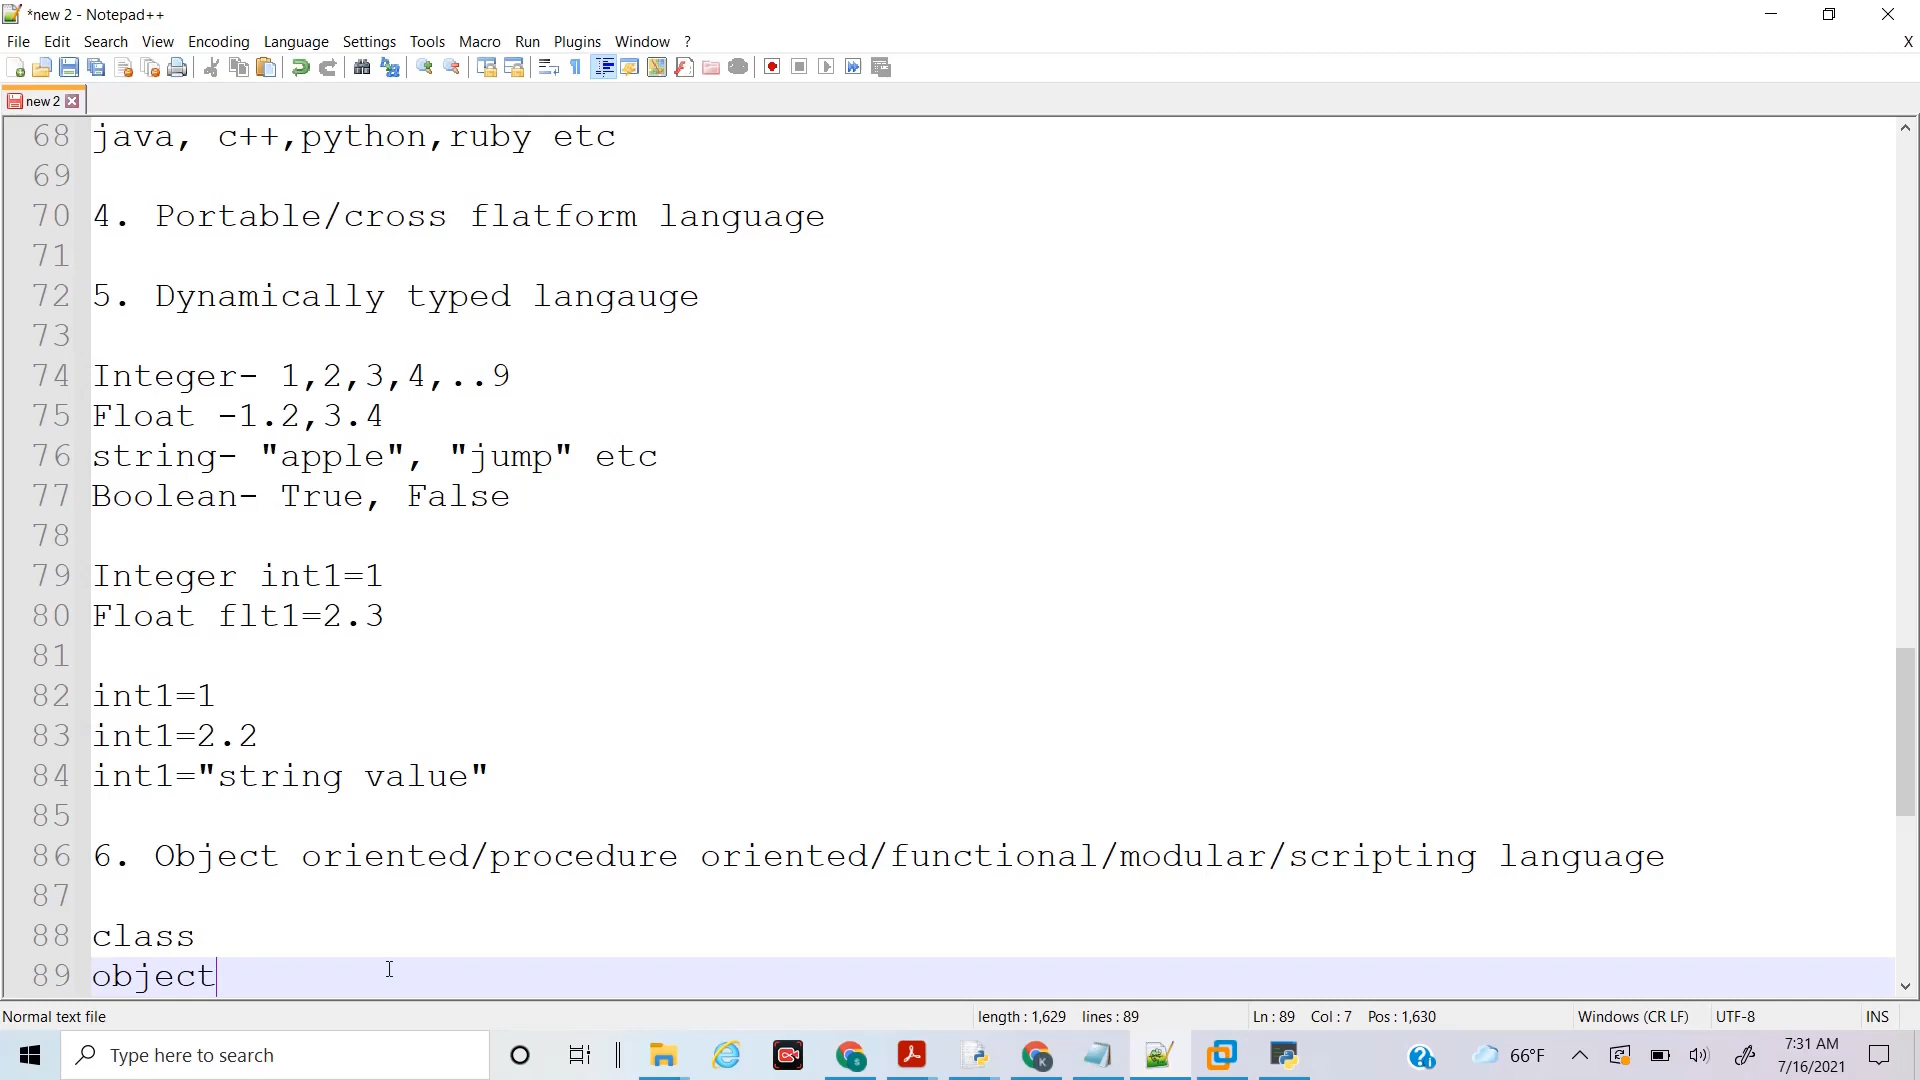 *new 2 - Notepad++
File Edit Search View Encoding Language Settings Tools Macro Run Plugins Window ? X
new 2
68 java, c++,python,ruby etc
69
70 4. Portable/cross flatform language
71
72 5. Dynamically typed langauge
73
74 Integer- 1,2,3,4,..9
75 Float -1.2,3.4
76 string- "apple", "jump" etc
77 Boolean- True, False
78
79 Integer int1=1
80 Float flt1=2.3
81
82 int1=1
83 int1=2.2
84 int1="string value"
85
86 6. Object oriented/procedure oriented/functional/modular/scripting language
87
88 class
89 object
Normal text file length : 1,629 lines : 89 Ln : 89 Col : 7 Pos : 1,630 Windows (CR LF) UTF-8 INS
Type here to search 66°F 7:31 AM
7/16/2021